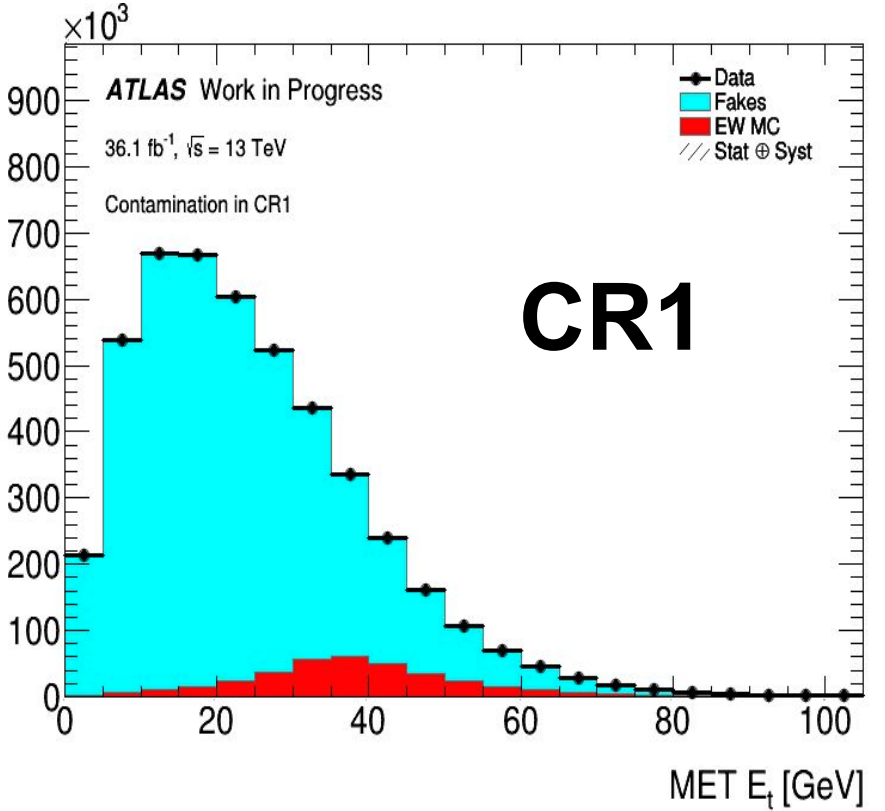 ×10³
ATLAS Work in Progress
36.1 fb⁻¹, √s = 13 TeV
Contamination in CR1
Data
Fakes
EW MC
Stat ⊕ Syst
CR1
900
800
700
600
500
400
300
200
100
0
0 20 40 60 80 100
MET Eₜ [GeV]